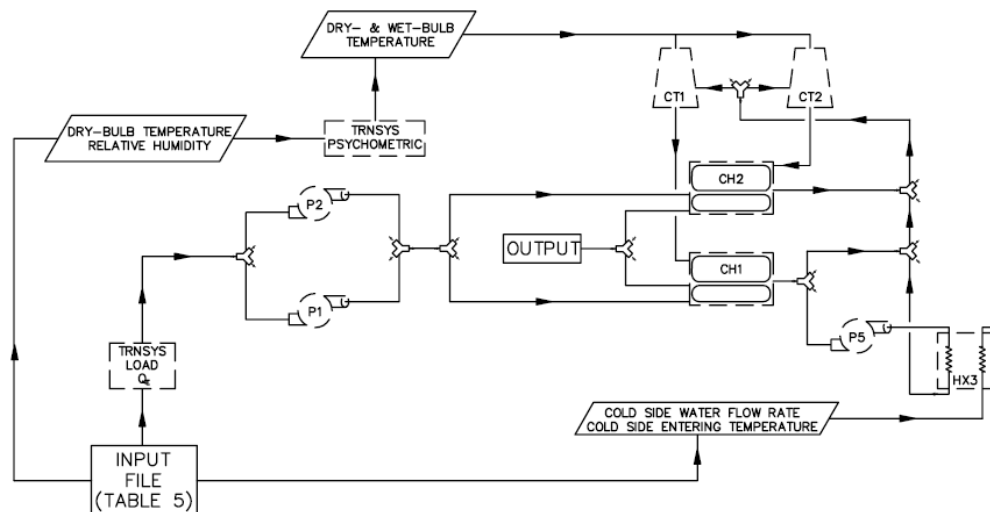 DRY- & WET-BULB
TEMPERATURE
CT1
CT2
DRY-BULB TEMPERATURE
RELATIVE HUMIDITY
TRNSYS
PSYCHOMETRIC
CH2
P2
OUTPUT
CH1
P1
P5
TRNSYS
LOAD
HX3
COLD SIDE WATER FLOW RATE
COLD SIDE ENTERING TEMPERATURE
INPUT
FILE
(TABLE 5)